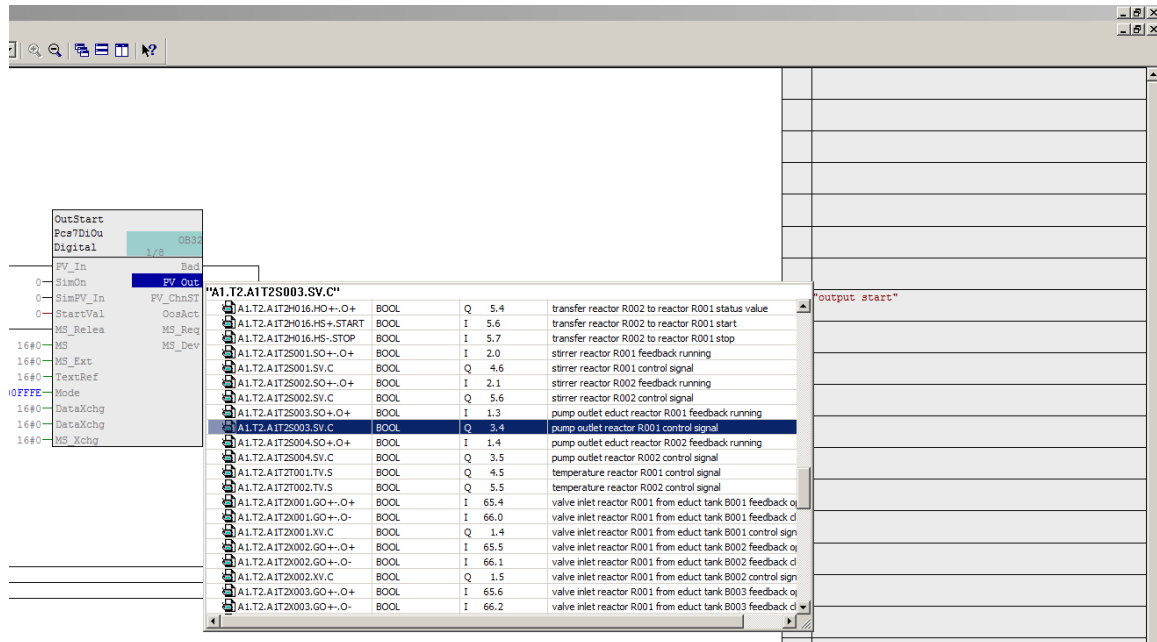 OutStart
Pcs7DiOu
Digital OB32
1/8
PV_In Bad
0 SimOn PV_Out
0 SimPV_In PV_ChnST
0 StartVal OosAct
MS_Relea MS_Req
16#0 MS MS_Dev
16#0 MS_Ext
16#0 TextRef
00FFFE Mode
16#0 DataXchg
16#0 DataXchg
16#0 MS_Xchg
"A1.T2.A1T2S003.SV.C"
A1.T2.A1T2H016.HO+-.O+ BOOL Q 5.4 transfer reactor R002 to reactor R001 status value
A1.T2.A1T2H016.HS+.START BOOL I 5.6 transfer reactor R002 to reactor R001 start
A1.T2.A1T2H016.HS-.STOP BOOL I 5.7 transfer reactor R002 to reactor R001 stop
A1.T2.A1T2S001.SO+-.O+ BOOL I 2.0 stirrer reactor R001 feedback running
A1.T2.A1T2S001.SV.C BOOL Q 4.6 stirrer reactor R001 control signal
A1.T2.A1T2S002.SO+-.O+ BOOL I 2.1 stirrer reactor R002 feedback running
A1.T2.A1T2S002.SV.C BOOL Q 5.6 stirrer reactor R002 control signal
A1.T2.A1T2S003.SO+.O+ BOOL I 1.3 pump outlet educt reactor R001 feedback running
A1.T2.A1T2S003.SV.C BOOL Q 3.4 pump outlet reactor R001 control signal
A1.T2.A1T2S004.SO+.O+ BOOL I 1.4 pump outlet educt reactor R002 feedback running
A1.T2.A1T2S004.SV.C BOOL Q 3.5 pump outlet reactor R002 control signal
A1.T2.A1T2T001.TV.S BOOL Q 4.5 temperature reactor R001 control signal
A1.T2.A1T2T002.TV.S BOOL Q 5.5 temperature reactor R002 control signal
A1.T2.A1T2X001.GO+-.O+ BOOL I 65.4 valve inlet reactor R001 from educt tank B001 feedback op
A1.T2.A1T2X001.GO+-.O- BOOL I 66.0 valve inlet reactor R001 from educt tank B001 feedback cl
A1.T2.A1T2X001.XV.C BOOL Q 1.4 valve inlet reactor R001 from educt tank B001 control sign
A1.T2.A1T2X002.GO+-.O+ BOOL I 65.5 valve inlet reactor R001 from educt tank B002 feedback op
A1.T2.A1T2X002.GO+-.O- BOOL I 66.1 valve inlet reactor R001 from educt tank B002 feedback cl
A1.T2.A1T2X002.XV.C BOOL Q 1.5 valve inlet reactor R001 from educt tank B002 control sign
A1.T2.A1T2X003.GO+-.O+ BOOL I 65.6 valve inlet reactor R001 from educt tank B003 feedback op
A1.T2.A1T2X003.GO+-.O- BOOL I 66.2 valve inlet reactor R001 from educt tank B003 feedback cl
"output start"